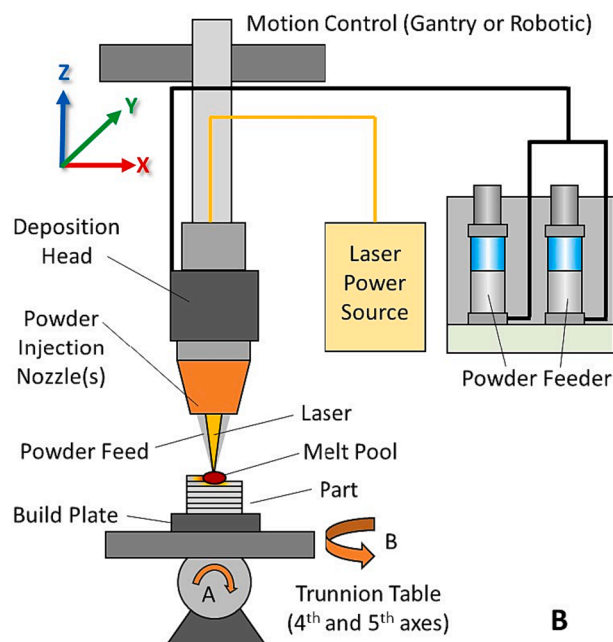 Motion Control (Gantry or Robotic)
Z
Y
X
Deposition
Head
Laser
Power
Source
Powder
Injection
Nozzle(s)
Powder Feeder
Laser
Powder Feed
Melt Pool
Part
Build Plate
B
A
Trunnion Table
(4th and 5th axes)
B